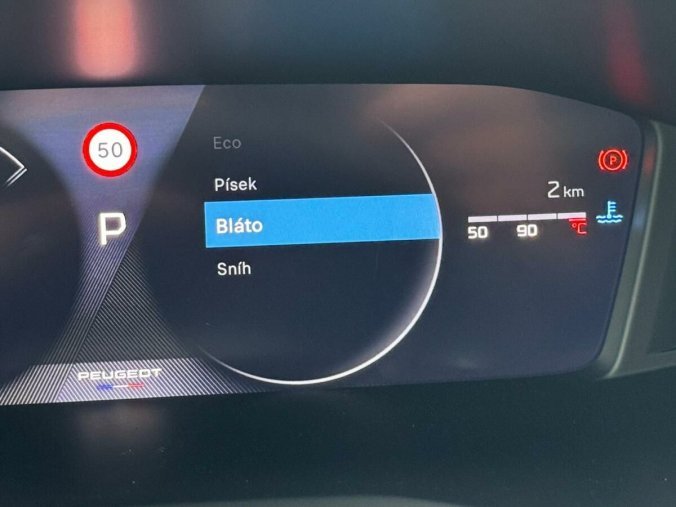 50
Eco
Písek
P
2 km
P
Bláto
50 90 °C
Sníh
PEUGEOT